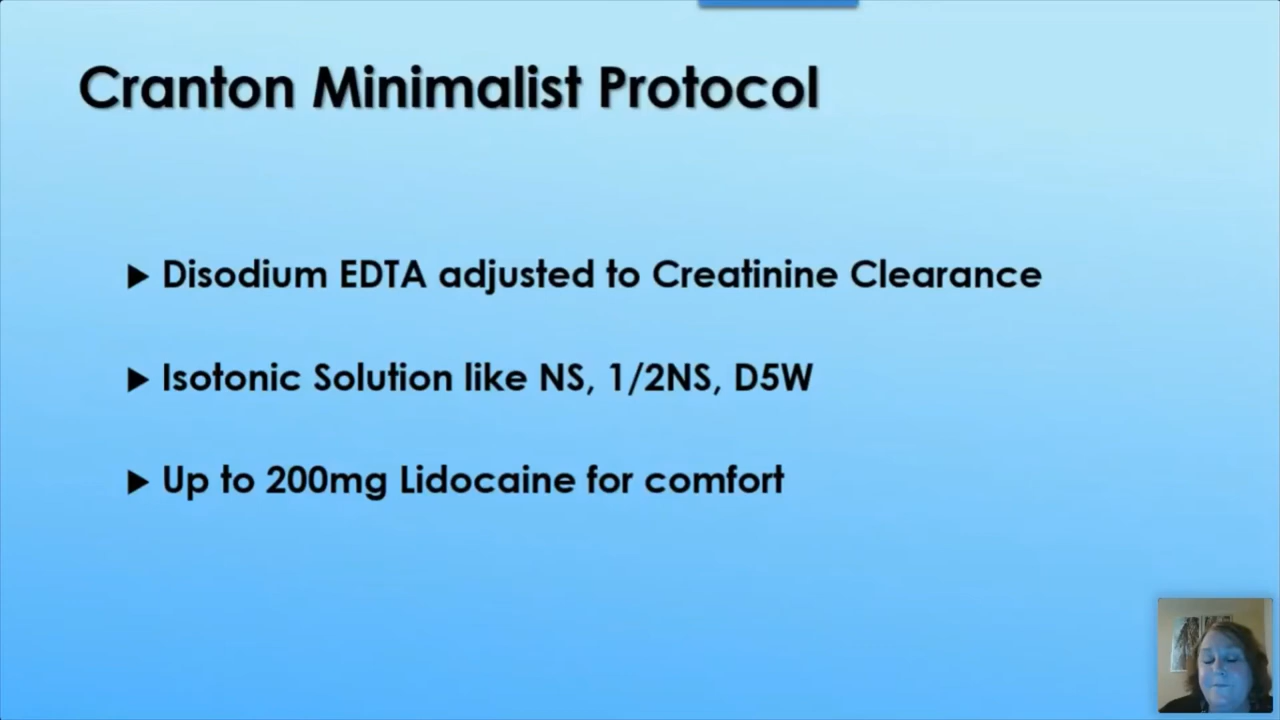 Cranton Minimalist Protocol
Disodium EDTA adjusted to Creatinine Clearance
Isotonic Solution like NS, 1/2NS, D5W
Up to 200mg Lidocaine for comfort